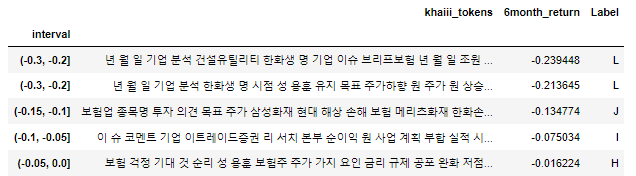 khaiii_tokens 6month_return Label
interval
(-0.3, -0.2] 년 월 일 기업 분석 건설유틸리티 한화생 명 기업 이슈 브리프보험 년 월 일 조원 ... -0.239448 L
(-0.3, -0.2] 년 월 일 기업 분석 한화생 명 시점 성 용훈 유지 목표 주가하향 원 주가 원 상승... -0.213645 L
(-0.15, -0.1] 보험업 종목명 투자 의견 목표 주가 삼성화재 현대 해상 손해 보험 메리츠화재 한화손... -0.134774 J
(-0.1, -0.05] 이 슈 코멘트 기업 이트레이드증권 리 서치 본부 순이익 원 사업 계획 부합 실적 시... -0.075034 I
(-0.05, 0.0] 보험 걱정 기대 것 순리 성 용훈 보험주 주가 가지 요인 금리 규제 공포 완화 저점... -0.016224 H